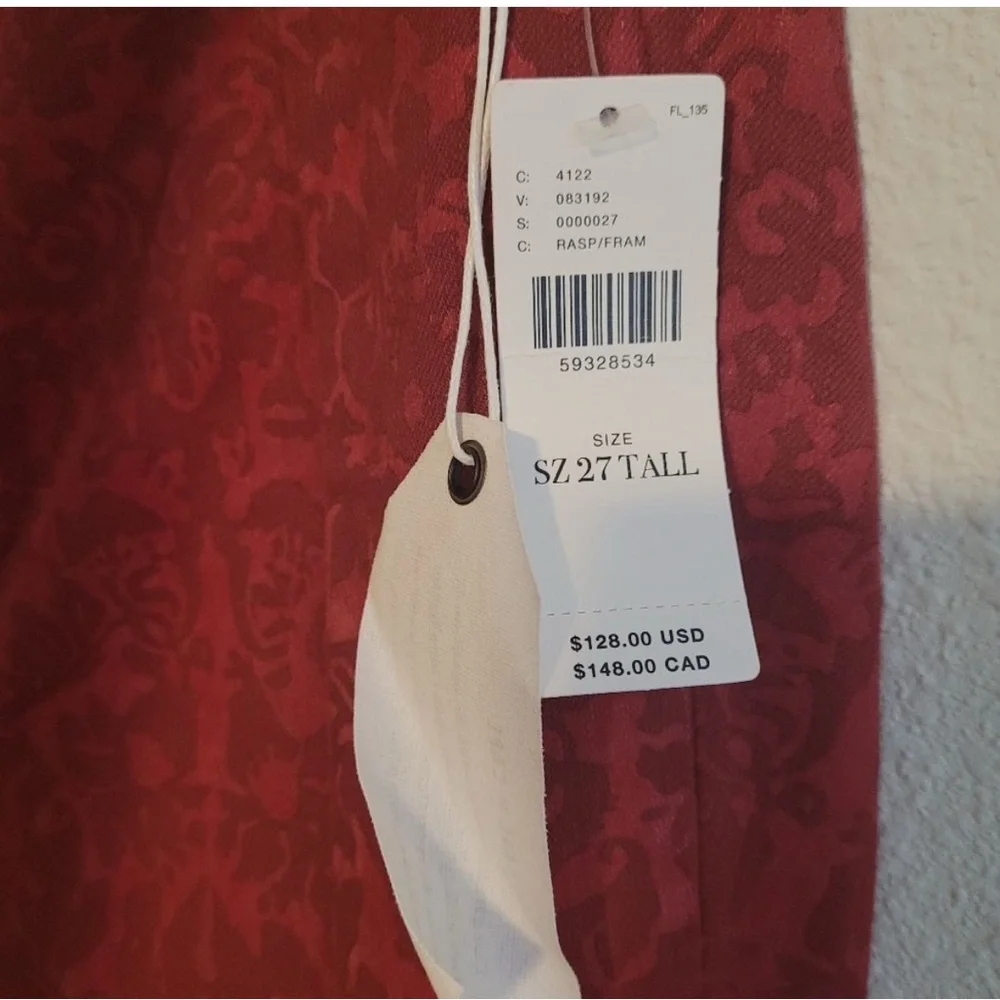 FL_135
C: 4122
V: 083192
S: 0000027
C: RASP/FRAM
59328534
SIZE
SZ 27 TALL
$128.00 USD
$148.00 CAD